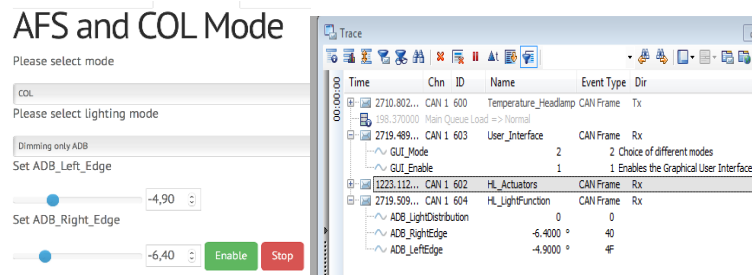 AFS and COL Mode
Please select mode
COL
Please select lighting mode
Dimming only ADB
Set ADB_Left_Edge
-4,90
Set ADB_Right_Edge
-6,40 Enable Stop
Trace
Time Chn ID Name Event Type Dir
00:00:00
2710.802... CAN 1 600 Temperature_Headlamp CAN Frame Tx
198.370000 Main Queue Load => Normal
2719.489... CAN 1 603 User_Interface CAN Frame Rx
GUI_Mode 2 2 Choice of different modes
GUI_Enable 1 1 Enables the Graphical User Interface
1223.112... CAN 1 602 HL_Actuators CAN Frame Rx
2719.509... CAN 1 604 HL_LightFunction CAN Frame Rx
ADB_LightDistribution 0 0
ADB_RightEdge -6.4000 ° 40
ADB_LeftEdge -4.9000 ° 4F